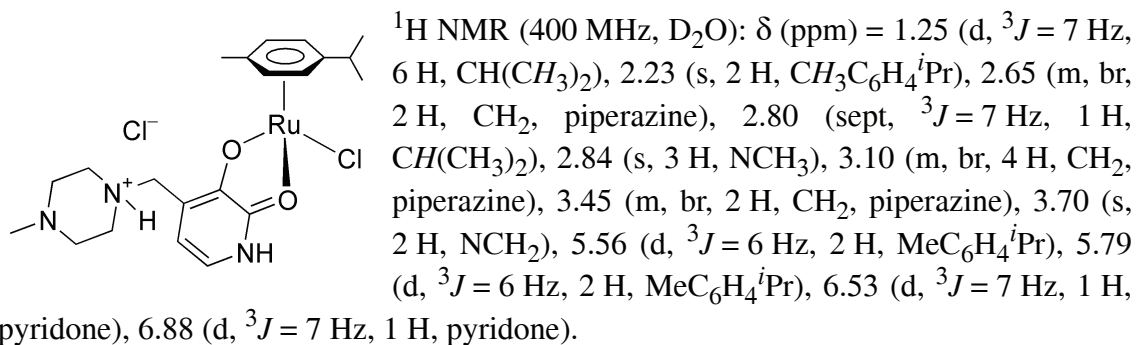 ¹H NMR (400 MHz, D₂O): δ (ppm) = 1.25 (d, ³J = 7 Hz,
6 H, CH(CH₃)₂), 2.23 (s, 2 H, CH₃C₆H₄ⁱPr), 2.65 (m, br,
2 H, CH₂, piperazine), 2.80 (sept, ³J = 7 Hz, 1 H,
CH(CH₃)₂), 2.84 (s, 3 H, NCH₃), 3.10 (m, br, 4 H, CH₂,
piperazine), 3.45 (m, br, 2 H, CH₂, piperazine), 3.70 (s,
2 H, NCH₂), 5.56 (d, ³J = 6 Hz, 2 H, MeC₆H₄ⁱPr), 5.79
(d, ³J = 6 Hz, 2 H, MeC₆H₄ⁱPr), 6.53 (d, ³J = 7 Hz, 1 H,
pyridone), 6.88 (d, ³J = 7 Hz, 1 H, pyridone).
Ru
Cl⁻
O
Cl
N⁺
H
O
N
NH